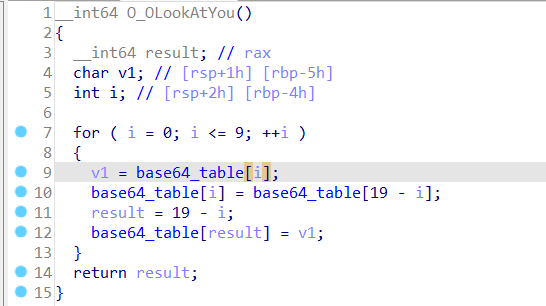 1 __int64 O_OLookAtYou()
2 {
3   __int64 result; // rax
4   char v1; // [rsp+1h] [rbp-5h]
5   int i; // [rsp+2h] [rbp-4h]
6
7   for ( i = 0; i <= 9; ++i )
8   {
9     v1 = base64_table[i];
10     base64_table[i] = base64_table[19 - i];
11     result = 19 - i;
12     base64_table[result] = v1;
13   }
14   return result;
15 }